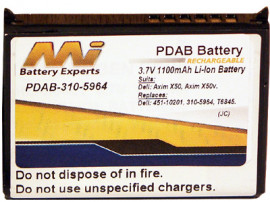 Mi
PDAB Battery
RECHARGEABLE
Battery Experts
3.7V 1100mAh Li-Ion Battery
PDAB-310-5964
Suits:
Dell: Axim X50, Axim X50v.
Replaces:
Dell: 451-10201, 310-5964, T6845.
(JC)
Do not dispose of in fire.
Do not use unspecified chargers.